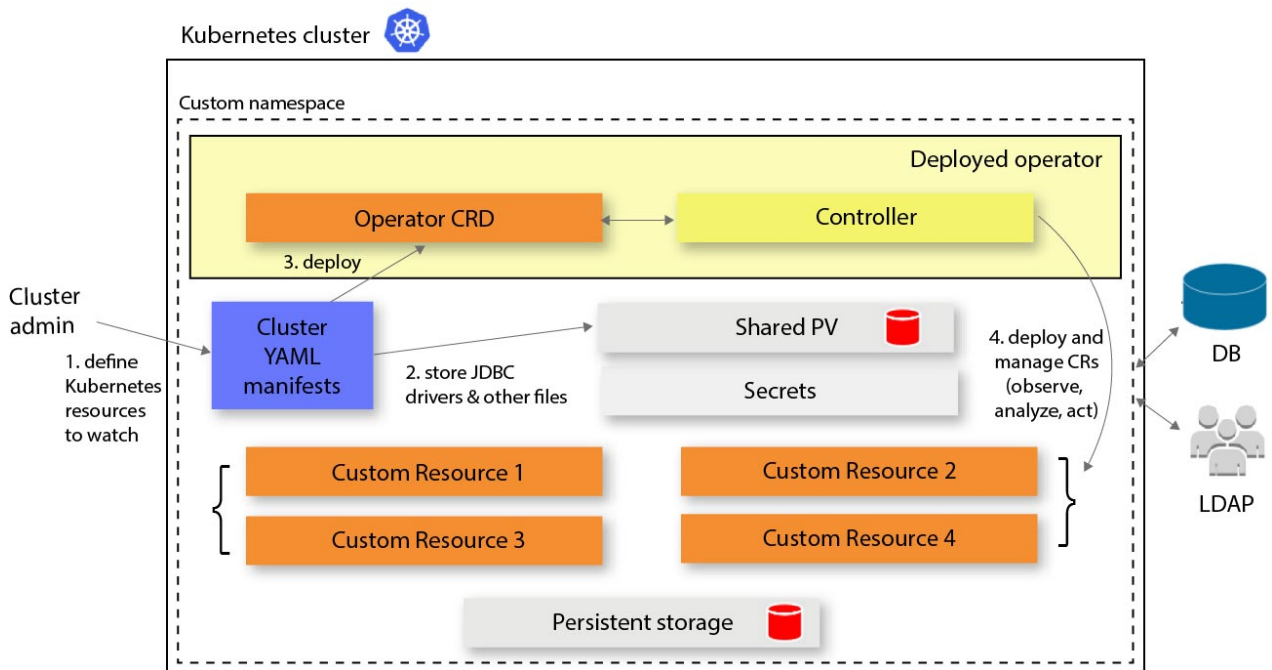 Kubernetes cluster
Custom namespace
Deployed operator
Operator CRD
Controller
3. deploy
Cluster
admin
1. define
Kubernetes
resources
to watch
Cluster
YAML
manifests
2. store JDBC
drivers & other files
Shared PV
Secrets
4. deploy and
manage CRs
(observe,
analyze, act)
DB
LDAP
Custom Resource 1
Custom Resource 2
Custom Resource 3
Custom Resource 4
Persistent storage